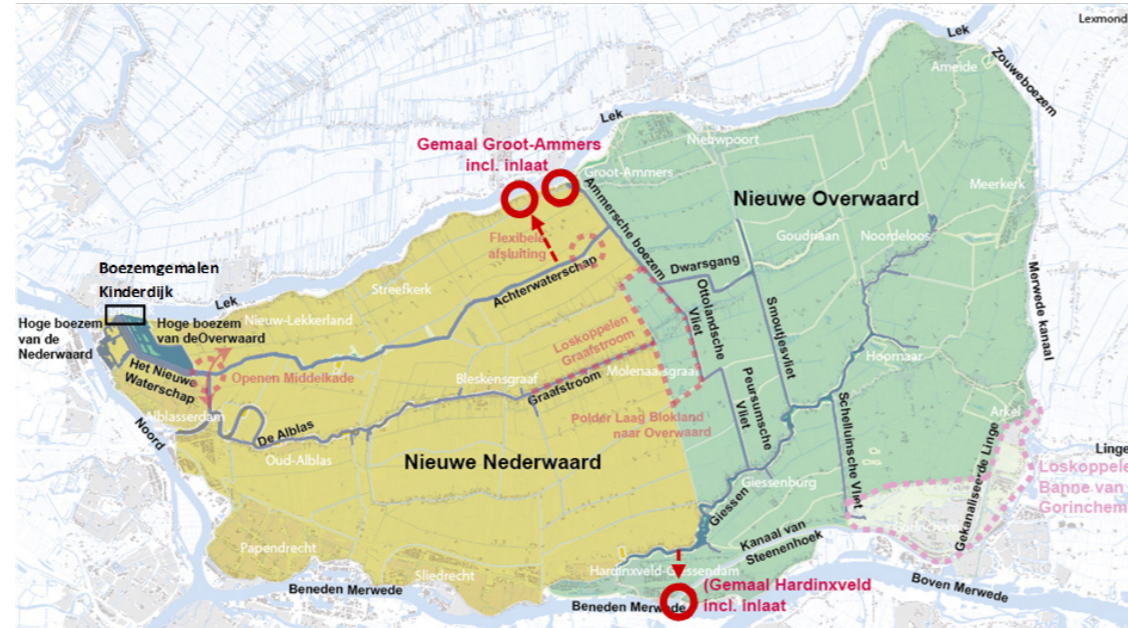 Lexmond
Lek
Ameide
Zouweboezem
Lek
Gemaal Groot-Ammers
incl. inlaat
Nieuwpoort
Groot-Ammers
Ammersche boezem
Meerkerk
Nieuwe Overwaard
Flexibele
afsluiting
Goudriaan
Noordeloos
Achterwaterschap
Dwarsgang
Boezemgemalen
Kinderdijk
Streefkerk
Ottolandsche
Vliet
Smoutjesvliet
Merwede kanaal
Lek
Hoge boezem
van de
Nederwaard
Hoge boezem
van deOverwaard
Nieuw-Lekkerland
Loskoppelen
Graafstroom
Hoornaar
Het Nieuwe
Waterschap
Openen Middelkade
Bleskensgraaf
Molenaarsgraaf
Graafstroom
Peursumsche
Vliet
Alblasserdam
Noord
De Alblas
Polder Laag Blokland
naar Overwaard
Schelluinsche Vliet
Arkel
Oud-Alblas
Nieuwe Nederwaard
Gekanaliseerde Linge
Linge
Loskoppele
Banne van
Gorinchem
Giessenburg
Giessen
Gorinchem
Kanaal van
Steenenhoek
Papendrecht
Sliedrecht
Hardinxveld-Giessendam
Beneden Merwede
Beneden Merwede
(Gemaal Hardinxveld
incl. inlaat
Boven Merwede